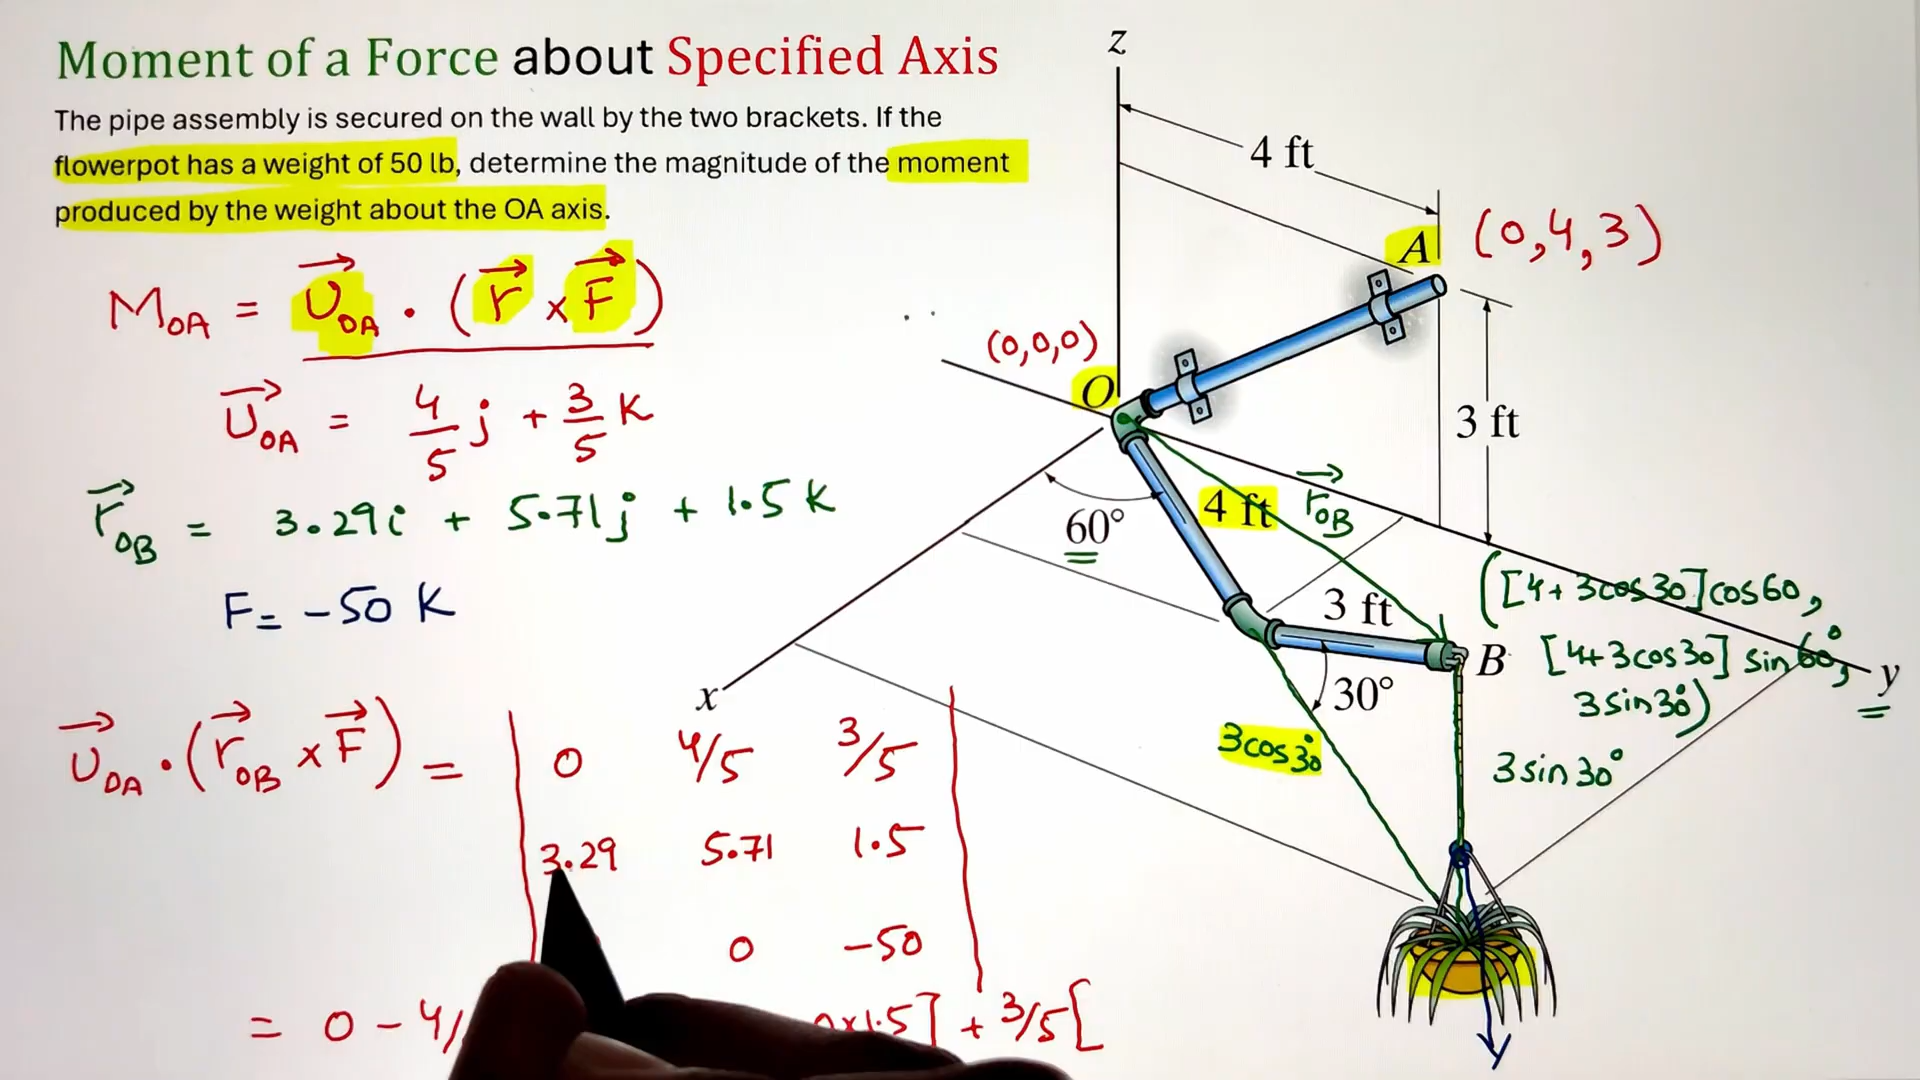 Moment of a Force about Specified Axis
The pipe assembly is secured on the wall by the two brackets. If the
flowerpot has a weight of 50 lb, determine the magnitude of the moment
produced by the weight about the OA axis.
M_OA = U_OA · (r × F)
U_OA = 4/5 j + 3/5 K
r_OB = 3.29i + 5.71j + 1.5K
F = -50 K
U_OA · (r_OB × F) =
0 4/5 3/5
3.29 5.71 1.5
0 -50
= 0 - 4/ 0×1.5] + 3/5 [
z
4 ft
A (0,4,3)
(0,0,0)
O
3 ft
4 ft
r_OB
60°
3 ft
([4+3cos30]cos60,
B [4+3cos30] sin60°,
3sin30°)
y
x
30°
3cos30°
3sin30°